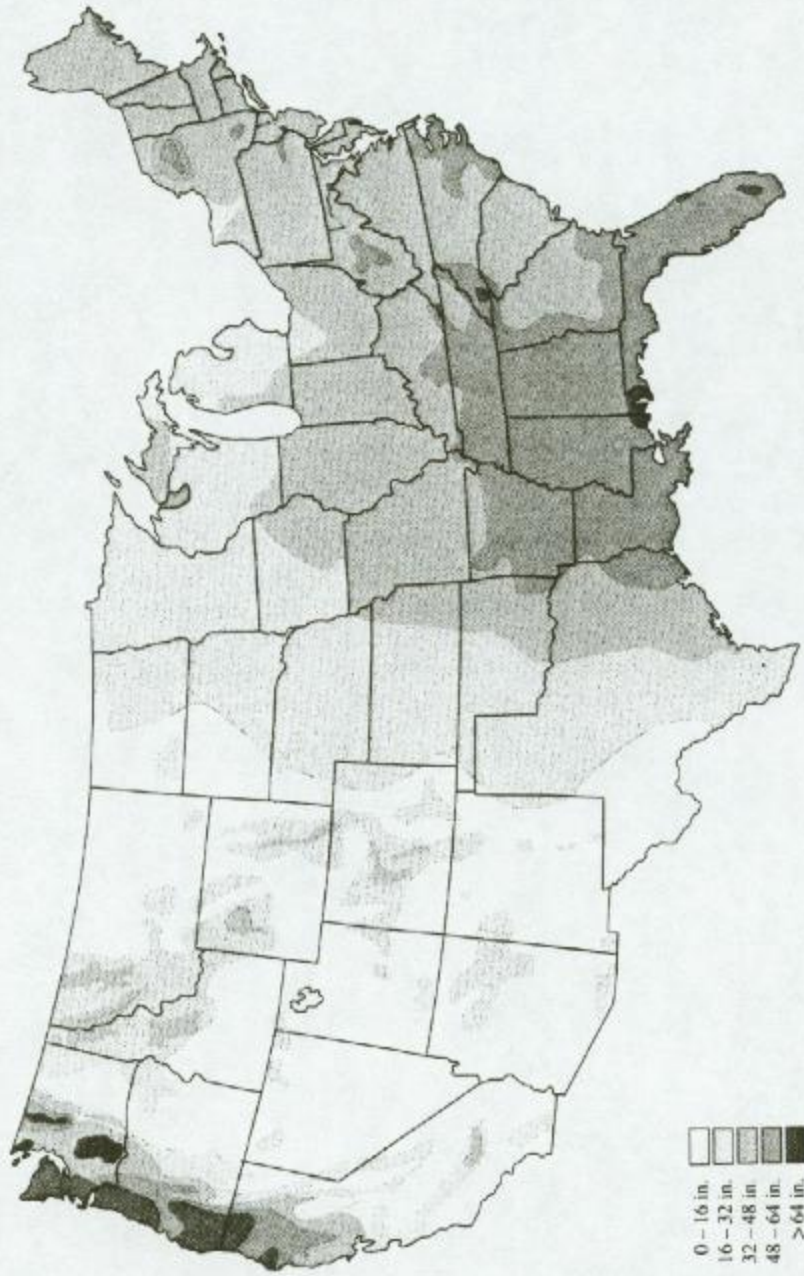 0 – 16 in.
16 – 32 in.
32 – 48 in.
48 – 64 in.
>64 in.